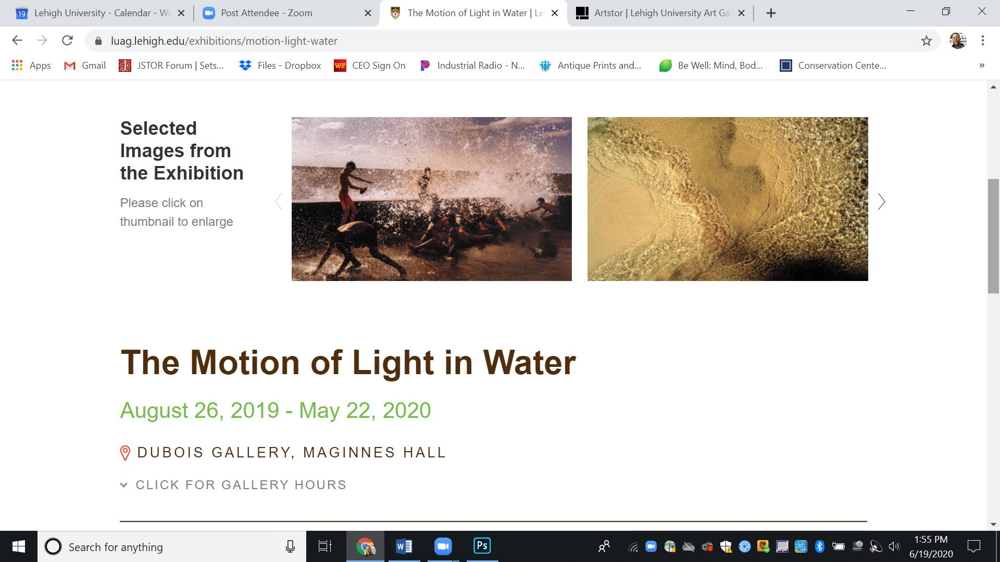 19
Lehigh University - Calendar - We
Post Attendee - Zoom
The Motion of Light in Water | Le
Artstor | Lehigh University Art Gal
luag.lehigh.edu/exhibitions/motion-light-water
Apps
Gmail
JSTOR Forum | Sets...
Files - Dropbox
WF
CEO Sign On
Industrial Radio - N...
Antique Prints and...
Be Well: Mind, Bod...
Conservation Cente...
»
Selected
Images from
the Exhibition
Please click on
thumbnail to enlarge
The Motion of Light in Water
August 26, 2019 - May 22, 2020
DUBOIS GALLERY, MAGINNES HALL
CLICK FOR GALLERY HOURS
Search for anything
W
Ps
1:55 PM
6/19/2020